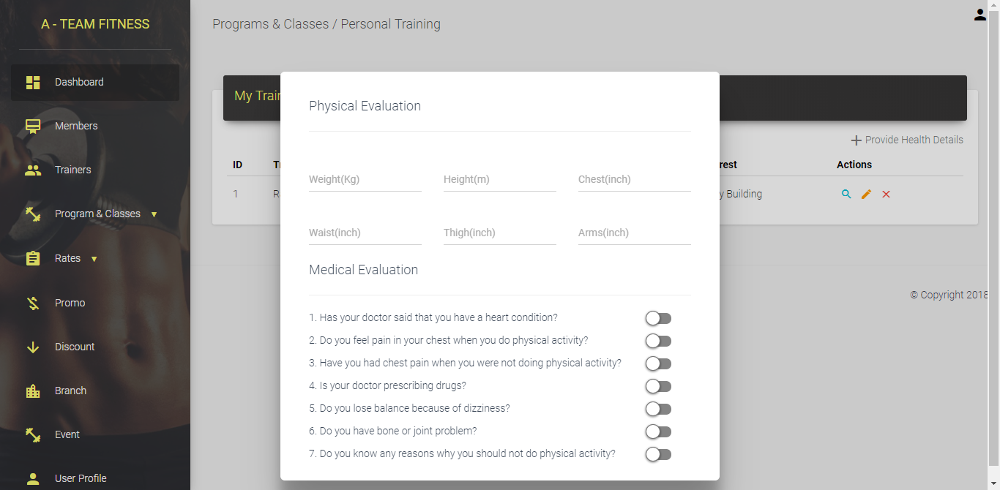 A - TEAM FITNESS
Dashboard
Members
Trainers
Program & Classes
Rates
Promo
Discount
Branch
Event
User Profile
Programs & Classes / Personal Training
My Train
Provide Health Details
ID T rest Actions
1 R y Building
© Copyright 2018
Physical Evaluation
Weight(Kg) Height(m) Chest(inch)
Waist(inch) Thigh(inch) Arms(inch)
Medical Evaluation
1. Has your doctor said that you have a heart condition?
2. Do you feel pain in your chest when you do physical activity?
3. Have you had chest pain when you were not doing physical activity?
4. Is your doctor prescribing drugs?
5. Do you lose balance because of dizziness?
6. Do you have bone or joint problem?
7. Do you know any reasons why you should not do physical activity?